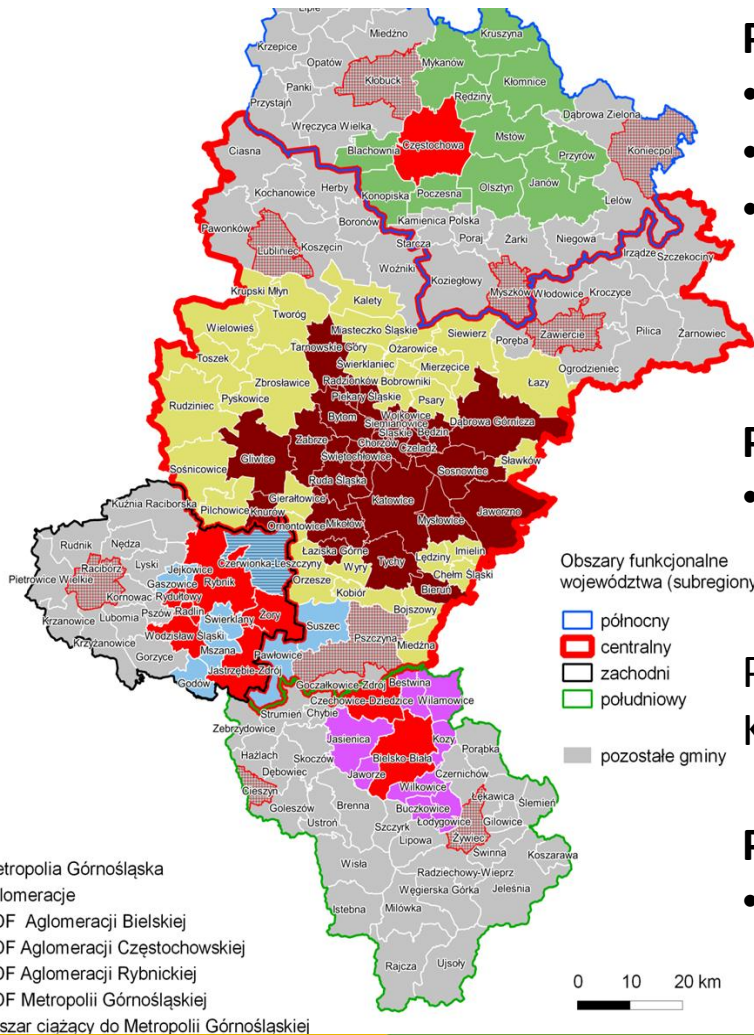 Lipie
Miedźno
Kruszyna
Krzepice
Opatów
Mykanów
Kłobuck
Kłomnice
Panki
Rędziny
Przystajń
Dąbrowa Zielona
Wręczyca Wielka
Częstochowa
Mstów
Koniecpol
Ciasna
Blachownia
Przyrów
Kochanowice
Herby
Konopiska
Poczesna
Olsztyn
Janów
Lelów
Pawonków
Boronów
Kamienica Polska
Lubliniec
Koszęcin
Starcza
Poraj
Żarki
Niegowa
Irządze
Szczekociny
Woźniki
Koziegłowy
Krupski Młyn
Myszków
Włodowice
Kroczyce
Kalety
Tworóg
Wielowieś
Miasteczko Śląskie
Siewierz
Zawiercie
Pilica
Żarnowiec
Tarnowskie Góry
Ożarowice
Poręba
Toszek
Świerklaniec
Mierzęcice
Ogrodzieniec
Zbrosławice
Radzionków
Bobrowniki
Łazy
Rudziniec
Pyskowice
Piekary Śląskie
Psary
Bytom
Wojkowice
Dąbrowa Górnicza
Siemianowice
Śląskie
Będzin
Zabrze
Chorzów
Czeladź
Gliwice
Świętochłowice
Sławków
Sośnicowice
Ruda Śląska
Sosnowiec
Gierałtowice
Katowice
Kuźnia Raciborska
Pilchowice
Knurów
Jaworzno
Ornontowice
Mikołów
Mysłowice
Rudnik
Nędza
Łaziska Górne
Lędziny
Imielin
Racibórz
Lyski
Jejkowice
Czerwionka-Leszczyny
Wyry
Tychy
Chełm Śląski
Pietrowice Wielkie
Gaszowice
Rybnik
Orzesze
Bieruń
Kornowac
Rydułtowy
Kobiór
Pszów
Radlin
Żory
Bojszowy
Krzanowice
Lubomia
Świerklany
Suszec
Wodzisław Śląski
Krzyżanowice
Mszana
Pawłowice
Pszczyna
Miedźna
Gorzyce
Jastrzębie-Zdrój
Godów
Goczałkowice-Zdrój
Bestwina
Czechowice-Dziedzice
Wilamowice
Strumień
Chybie
Zebrzydowice
Jasienica
Kozy
Hażlach
Skoczów
Bielsko-Biała
Porąbka
Dębowiec
Jaworze
Czernichów
Cieszyn
Wilkowice
Łękawica
Goleszów
Brenna
Buczkowice
Ślemień
Ustroń
Szczyrk
Łodygowice
Gilowice
Lipowa
Żywiec
Wisła
Świnna
Koszarawa
Radziechowy-Wieprz
Węgierska Górka
Jeleśnia
Istebna
Milówka
Rajcza
Ujsoły
Obszary funkcjonalne
województwa (subregiony
północny
centralny
zachodni
południowy
pozostałe gminy
0 10 20 km
etropolia Górnośląska
lomeracje
OF Aglomeracji Bielskiej
OF Aglomeracji Częstochowskiej
OF Aglomeracji Rybnickiej
OF Metropolii Górnośląskiej
szar ciążący do Metropolii Górnośląskiej